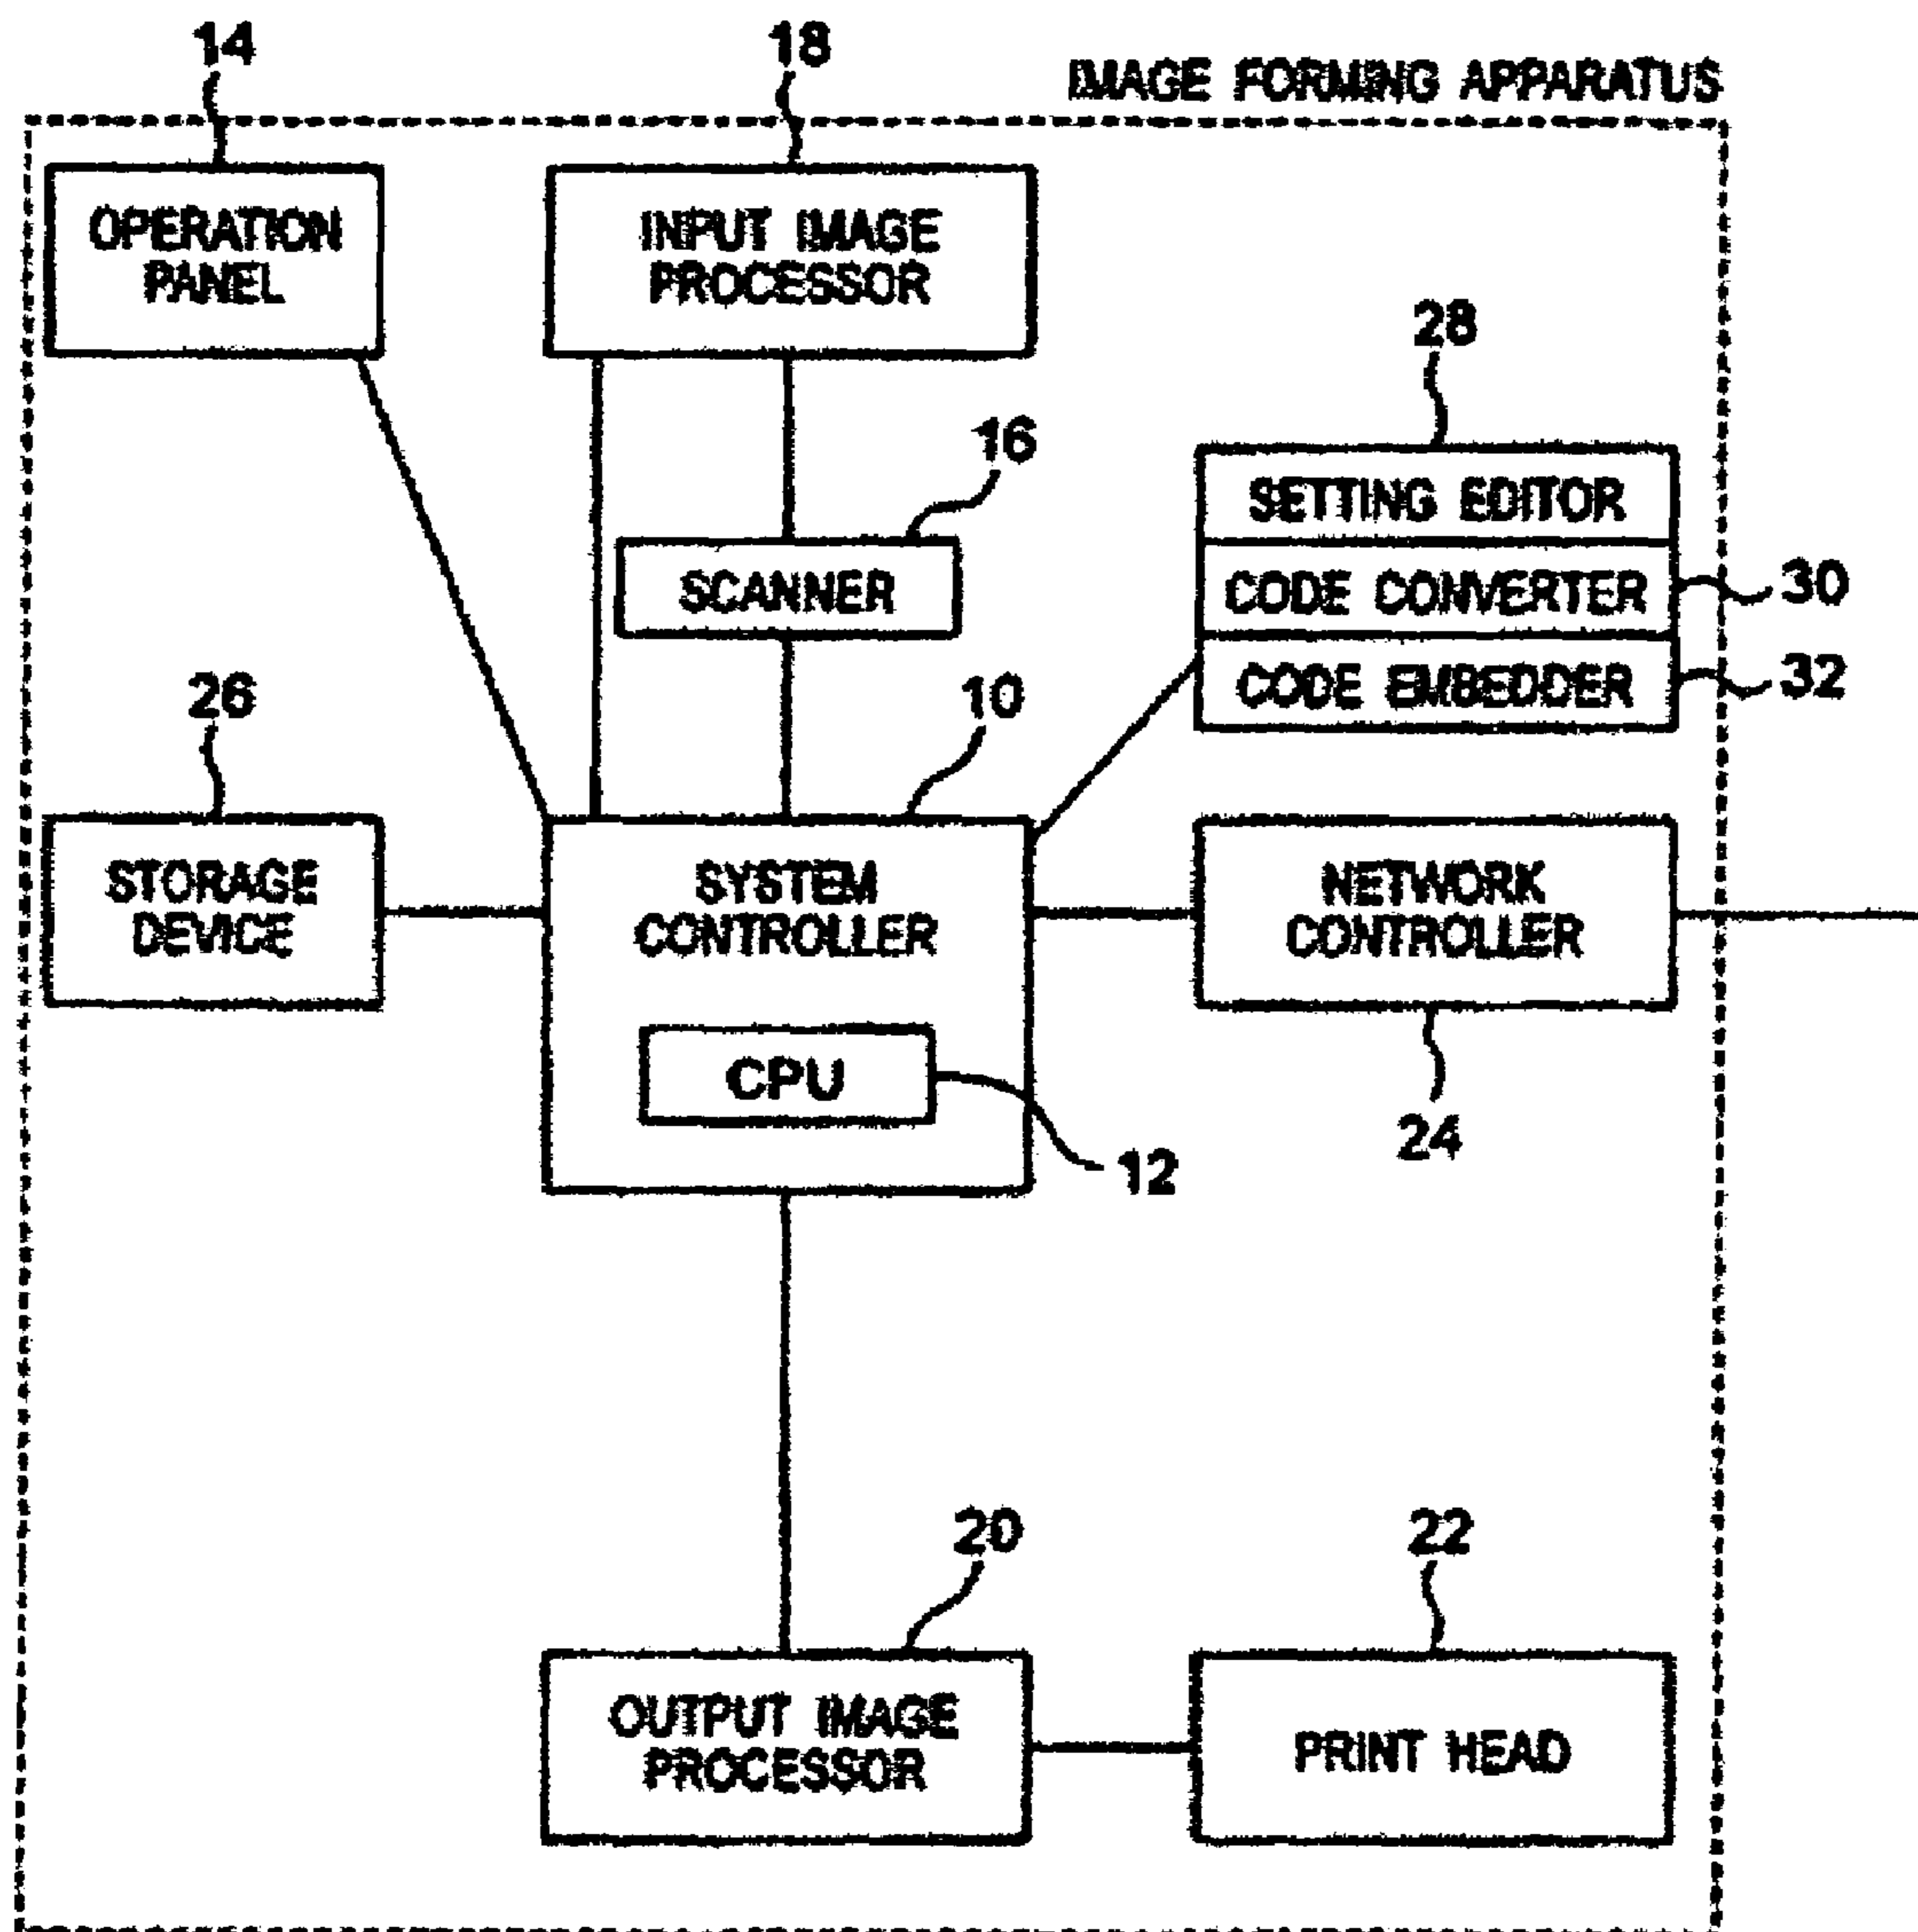 14
18
IMAGE FORMING APPARATUS
OPERATION
PANEL
INPUT IMAGE
PROCESSOR
28
16
SETTING EDITOR
SCANNER
CODE CONVERTER
30
26
10
CODE EMBEDDER
32
STORAGE
DEVICE
SYSTEM
CONTROLLER
NETWORK
CONTROLLER
CPU
24
12
20
22
OUTPUT IMAGE
PROCESSOR
PRINT HEAD